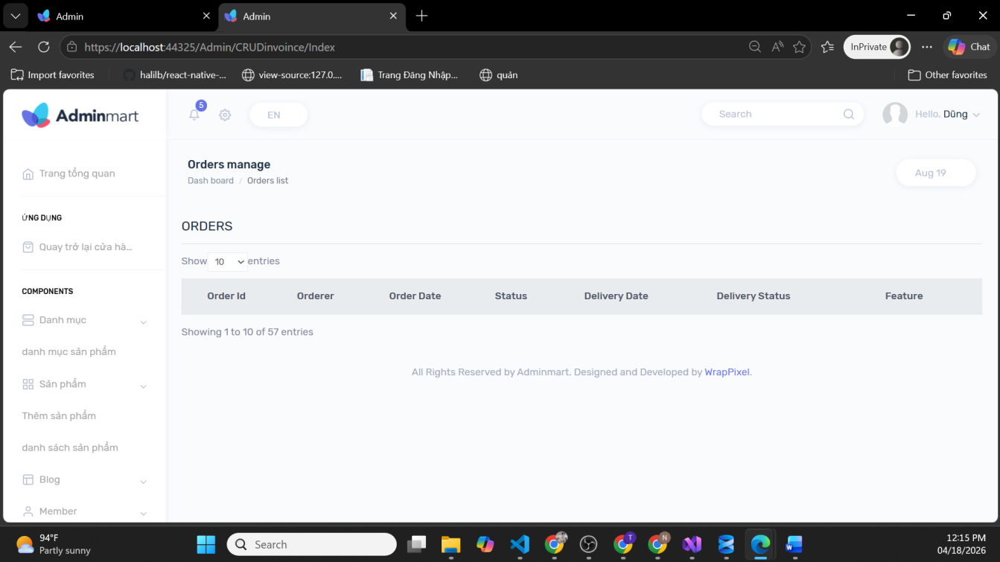 Admin
Admin
https://localhost:44325/Admin/CRUDinvoince/Index
InPrivate
Chat
Import favorites
halilb/react-native-...
view-source:127.0....
Trang Đăng Nhập...
quản
Other favorites
Adminmart
5
EN
Search
Hello, Dũng
Trang tổng quan
ỨNG DỤNG
Quay trở lại cửa hà...
COMPONENTS
Danh mục
danh mục sản phẩm
Sản phẩm
Thêm sản phẩm
danh sách sản phẩm
Blog
Member
Orders manage
Dash board / Orders list
Aug 19
ORDERS
Show 10 entries
Order Id Orderer Order Date Status Delivery Date Delivery Status Feature
Showing 1 to 10 of 57 entries
All Rights Reserved by Adminmart. Designed and Developed by WrapPixel.
94°F
Partly sunny
Search
T
N
12:15 PM
04/18/2026